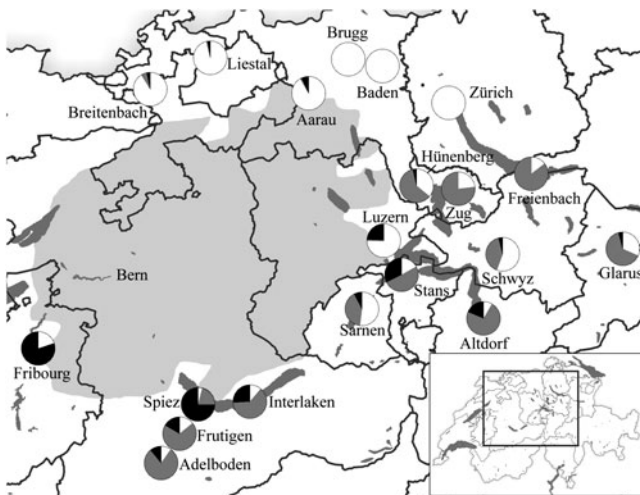 Brugg
Liestal
Baden
Breitenbach
Aarau
Zürich
Hünenberg
Zug
Freienbach
Luzern
Bern
Schwyz
Glarus
Stans
Sarnen
Altdorf
Fribourg
Spiez
Interlaken
Frutigen
Adelboden